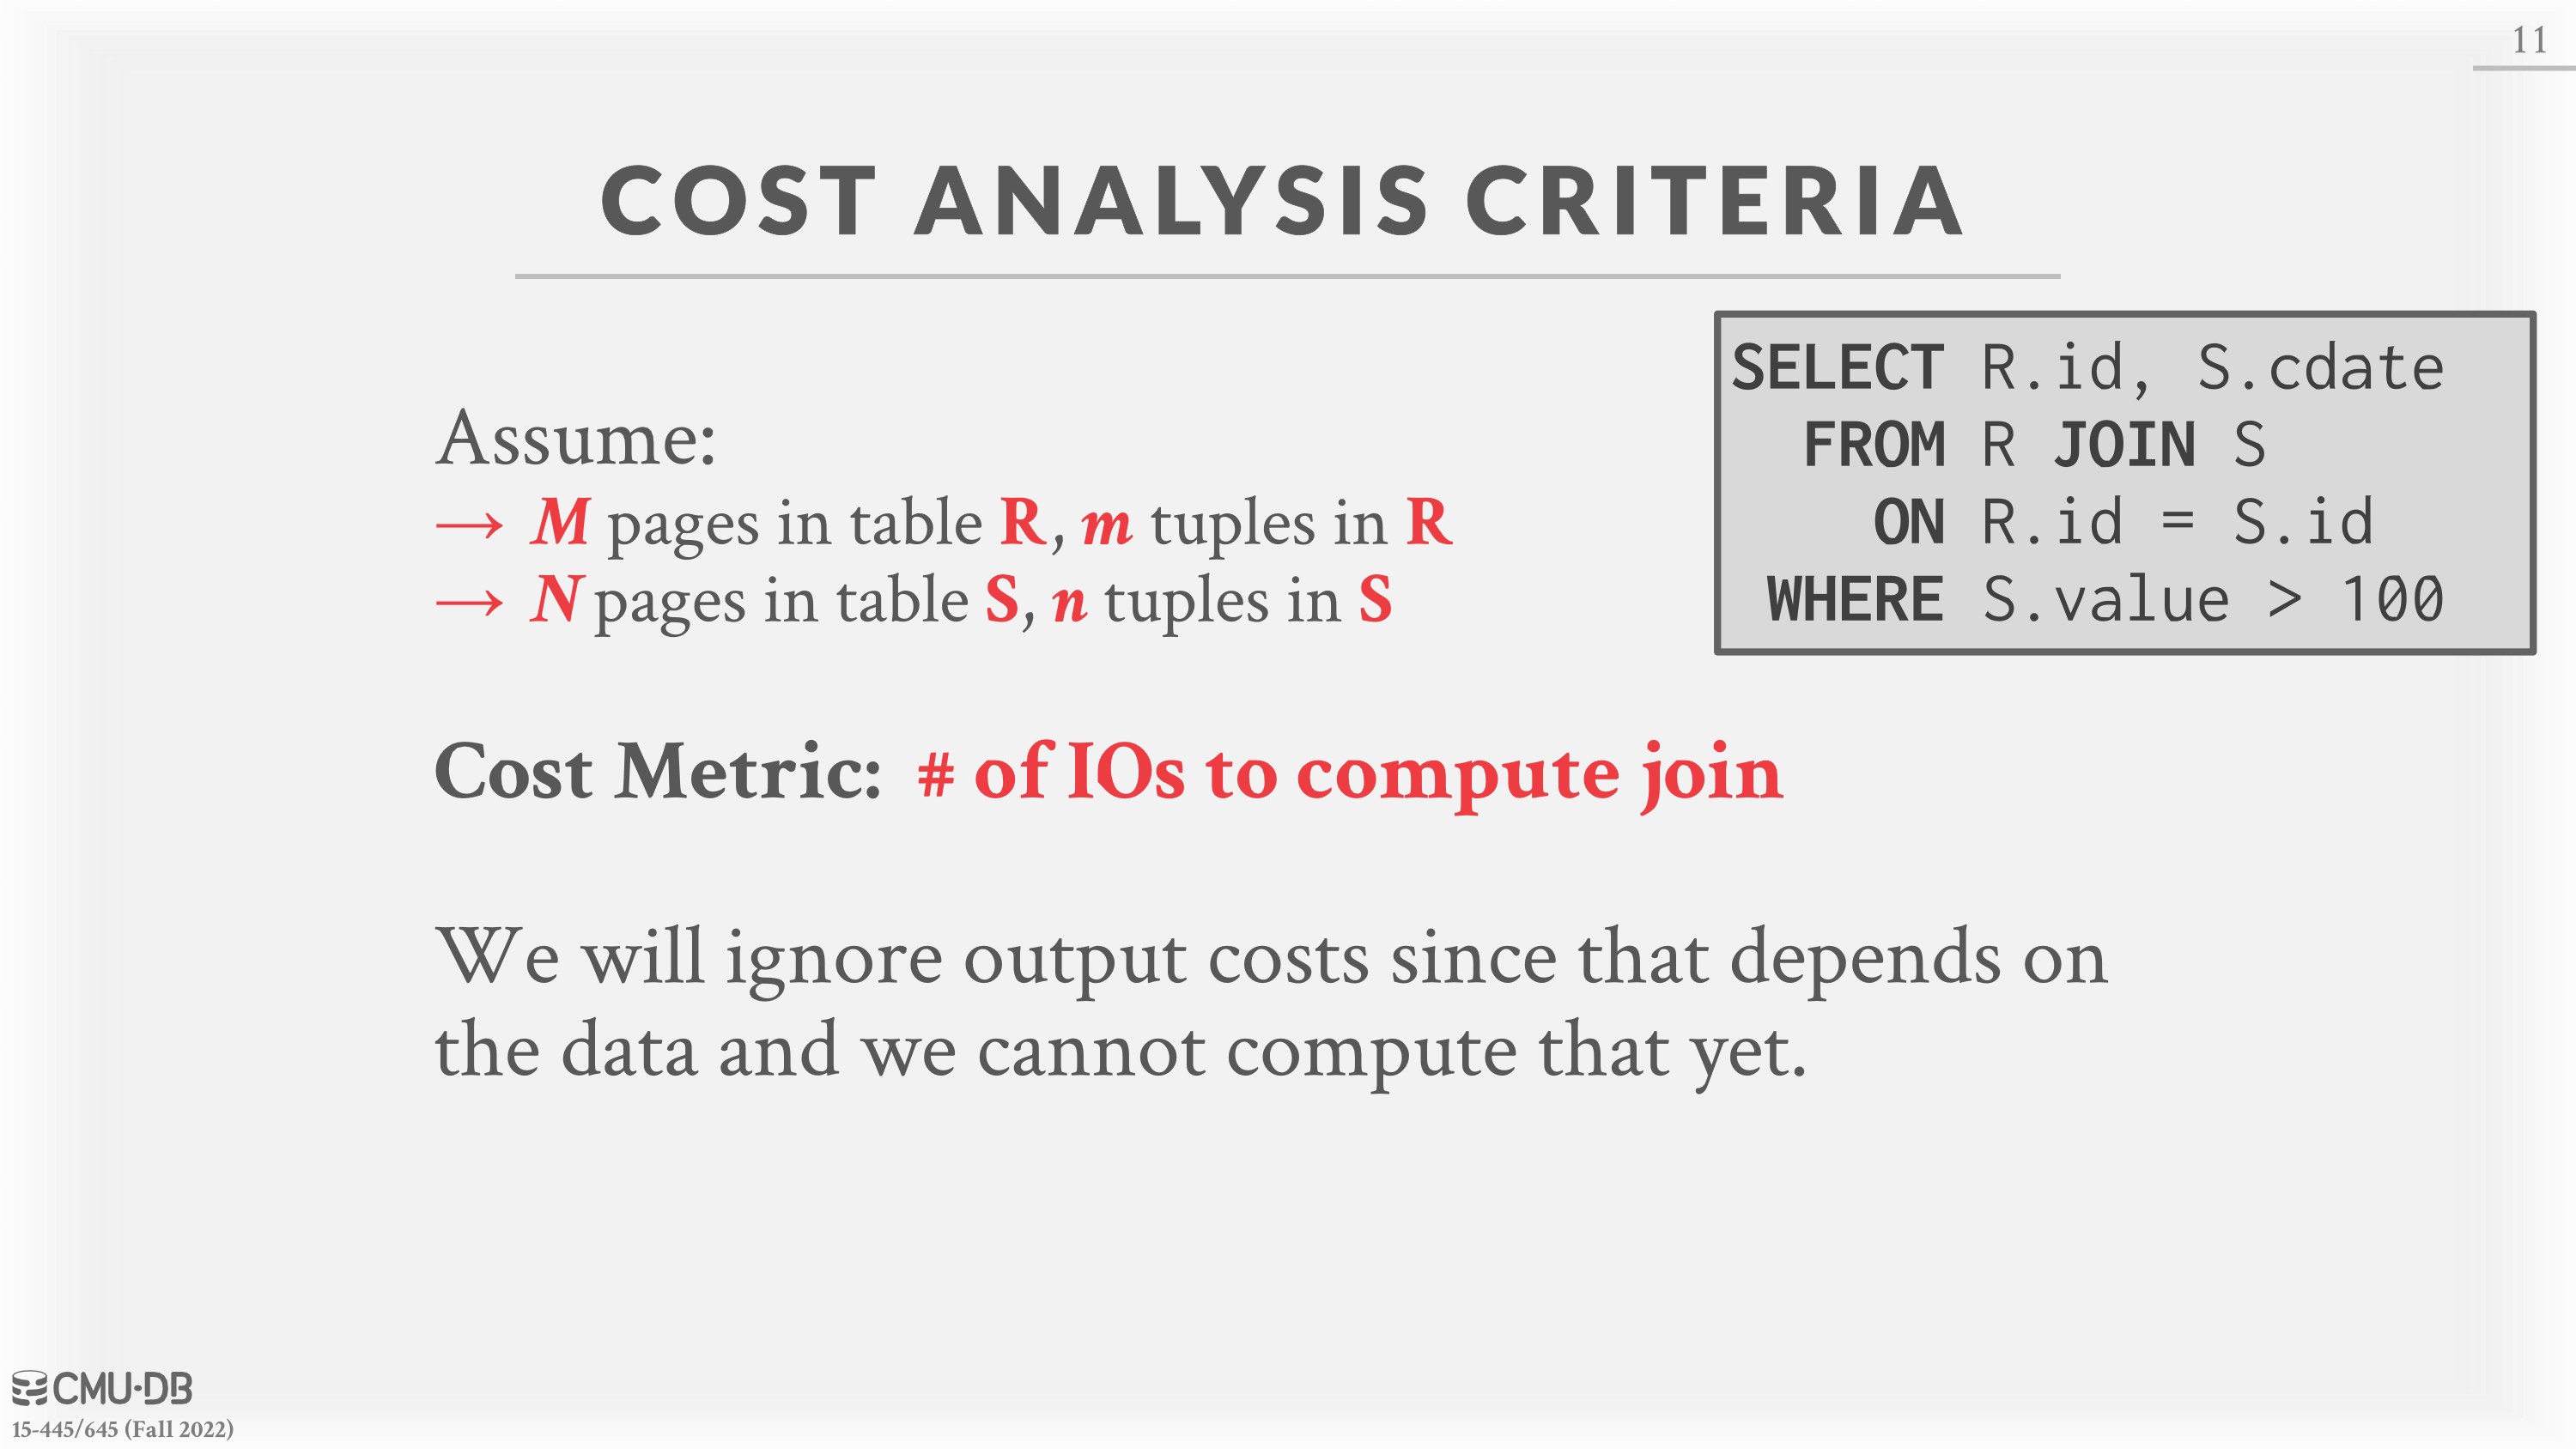 11
COST ANALYSIS CRITERIA
SELECT R.id, S.cdate
FROM R JOIN S
ON R.id = S.id
WHERE S.value > 100
Assume:
→ M pages in table R, m tuples in R
→ N pages in table S, n tuples in S
Cost Metric: # of IOs to compute join
We will ignore output costs since that depends on
the data and we cannot compute that yet.
CMU·DB
15-445/645 (Fall 2022)